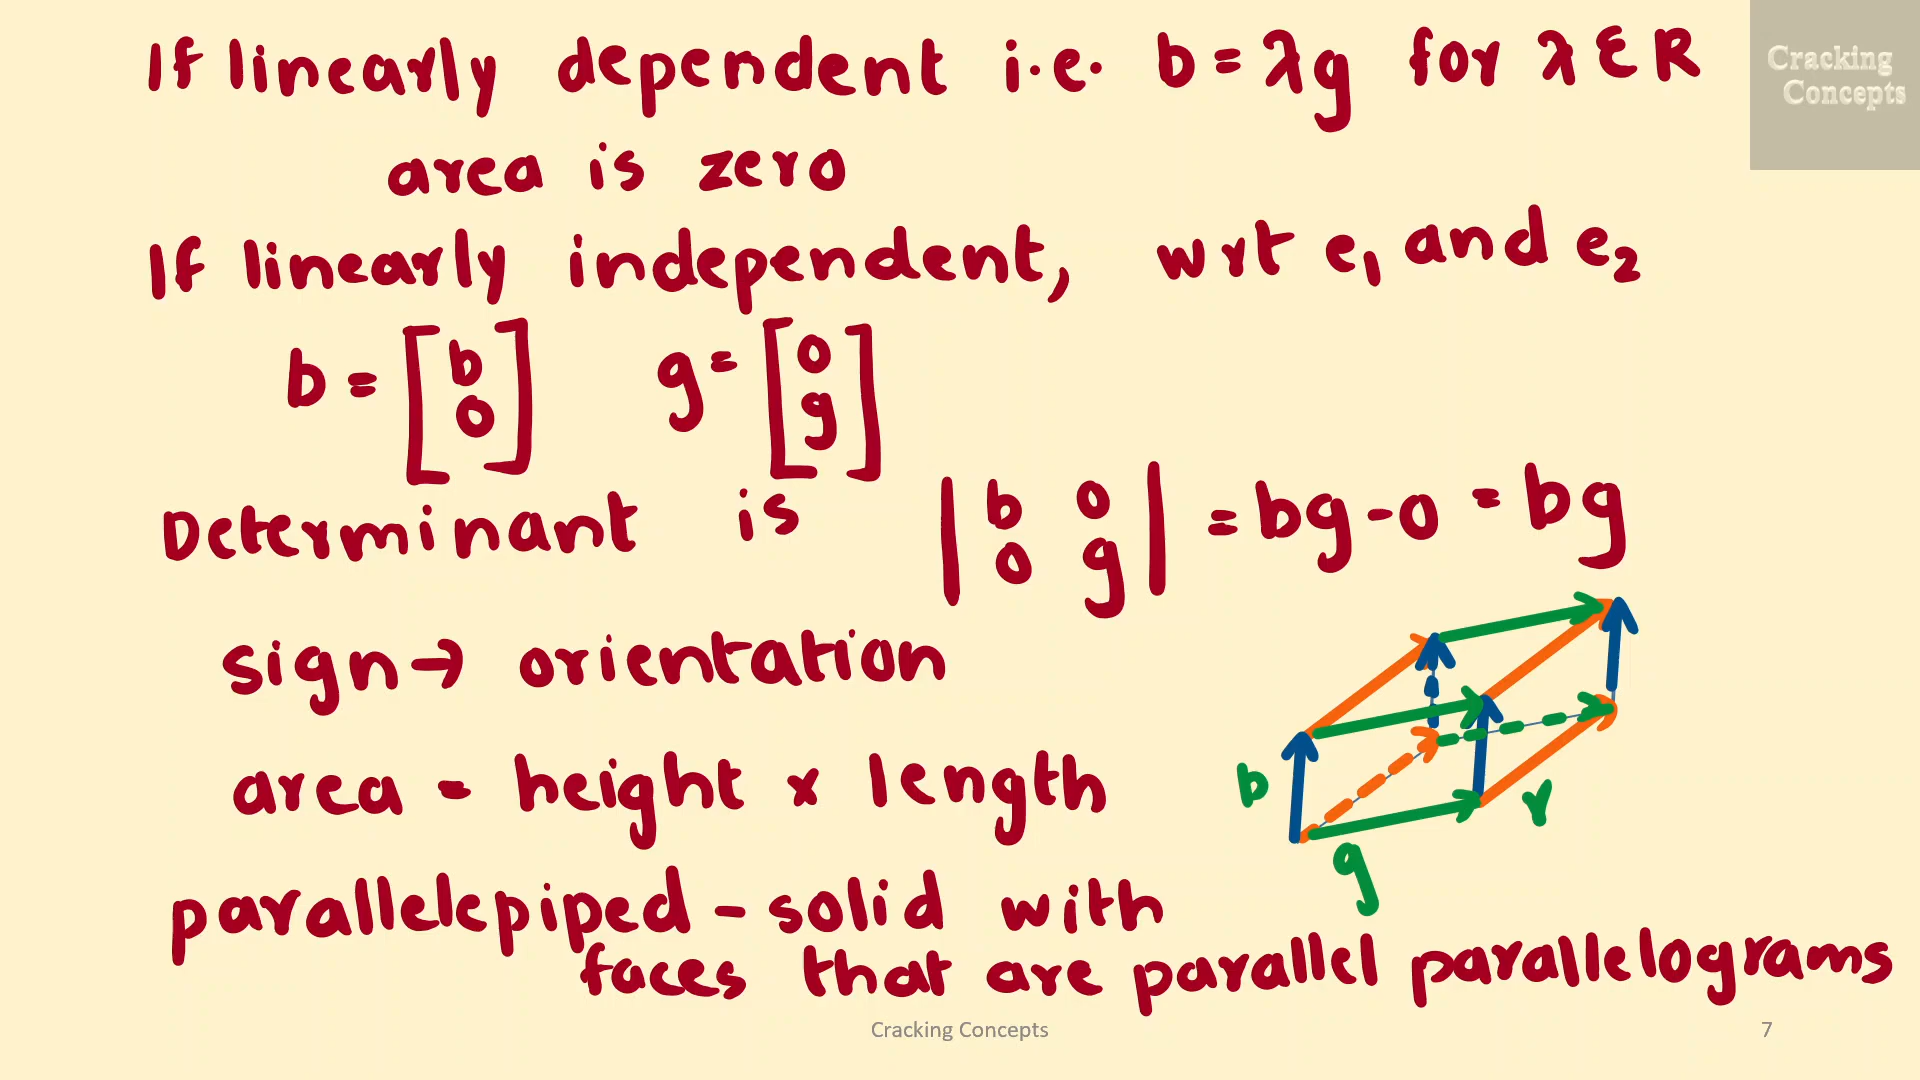 If linearly dependent i.e. b = λg for λ ∈ R
Cracking
Concepts
area is zero
If linearly independent, wrt e₁ and e₂
b = [b 0] g = [0 g]
Determinant is |b 0; 0 g| = bg - 0 = bg
sign → orientation
area = height × length
b
r
g
parallelepiped - solid with
faces that are parallel parallelograms
Cracking Concepts
7